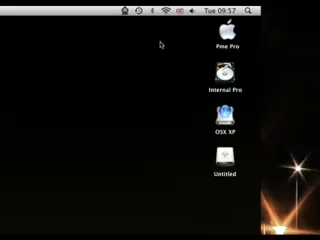 Tue 09:57
Pme Pro
Internal Pro
OSX XP
Untitled